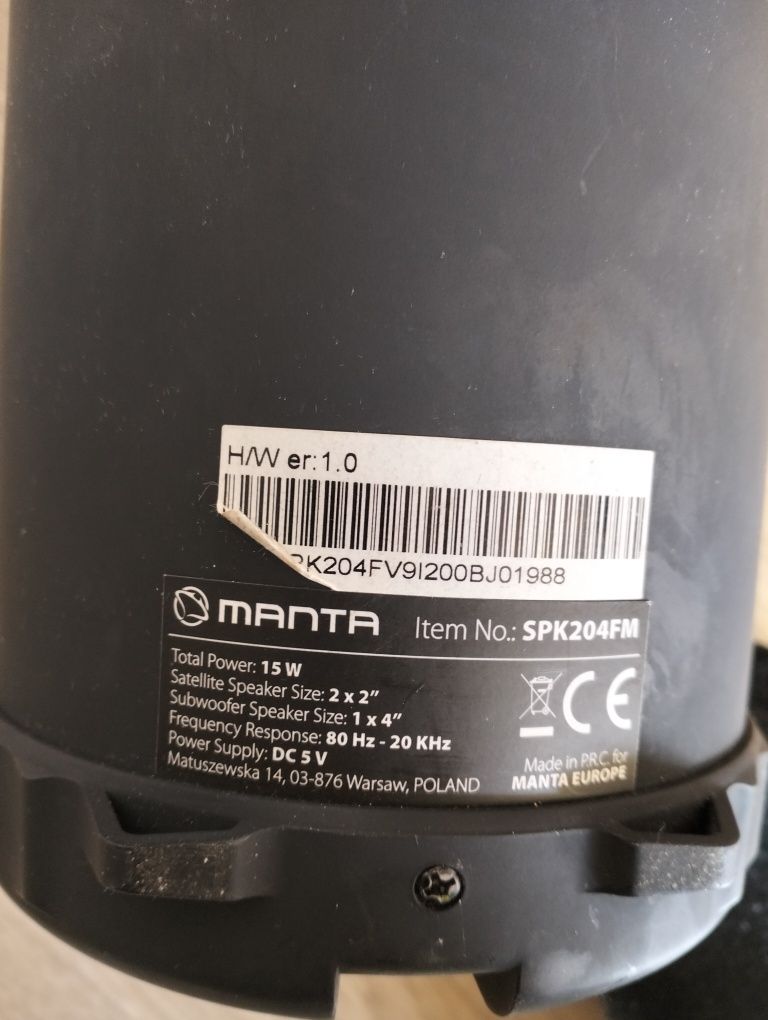 H/W er:1.0
PK204FV9I200BJ01988
MANTA Item No.: SPK204FM
Total Power: 15 W
Satellite Speaker Size: 2 x 2”
Subwoofer Speaker Size: 1 x 4”
Frequency Response: 80 Hz - 20 KHz
Power Supply: DC 5 V
Matuszewska 14, 03-876 Warsaw, POLAND
CE
Made in P.R.C. for
MANTA EUROPE